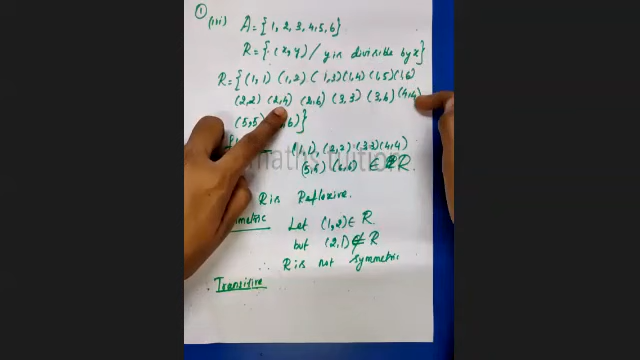 ①
(iii) A = {1, 2, 3, 4, 5, 6}
R = {(x, y) / y is divisible by x}
R = {(1, 1) (1, 2) (1, 3) (1, 4) (1, 5) (1, 6)
(2, 2) (2, 4) (2, 6) (3, 3) (3, 6) (4, 4)
(5, 5) 6)}
(1, 1), (2, 2) (3 3) (4, 4)
(5, 5) (6, 6) ∈ R.
maths tuition
R is Reflexive.
Let (1, 2) ∈ R
but (2, 1) ∉ R
∴ R is not symmetric
Transitive